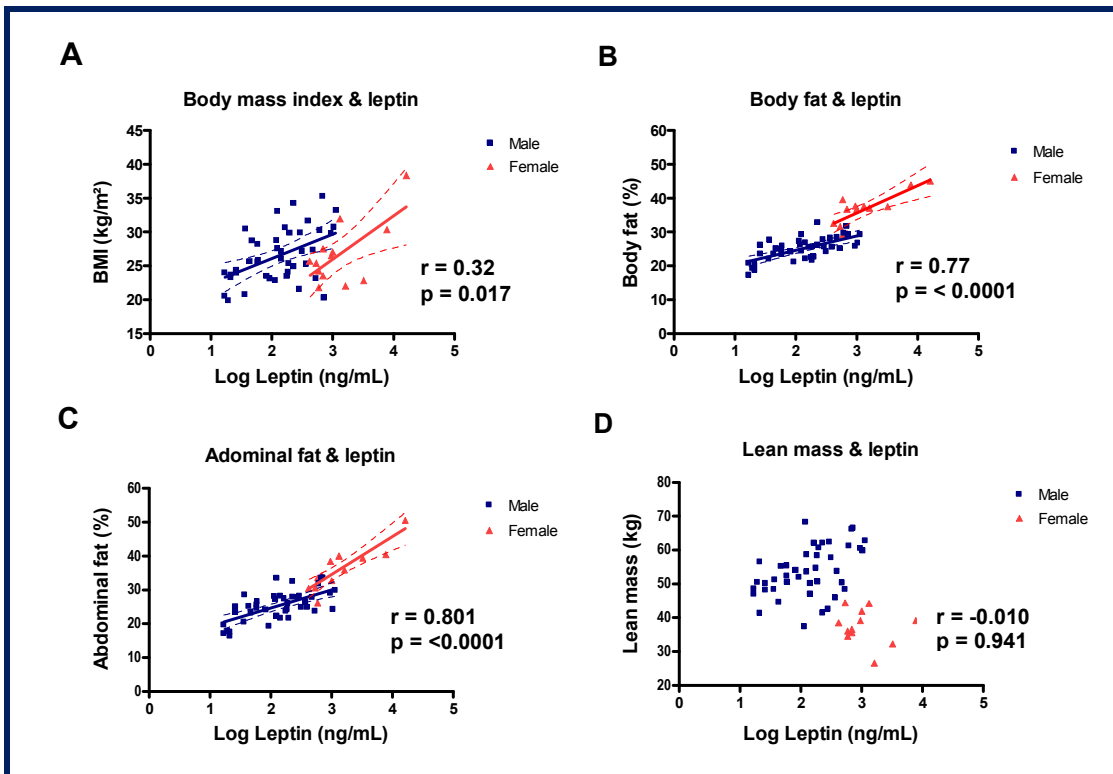 A
Body mass index & leptin
45
40
35
30
25
20
15
BMI (kg/m²)
0 1 2 3 4 5
Log Leptin (ng/mL)
Male
Female
r = 0.32
p = 0.017
B
Body fat & leptin
60
50
40
30
20
10
0
Body fat (%)
0 1 2 3 4 5
Log Leptin (ng/mL)
Male
Female
r = 0.77
p = < 0.0001
C
Adominal fat & leptin
60
50
40
30
20
10
0
Abdominal fat (%)
0 1 2 3 4 5
Log Leptin (ng/mL)
Male
Female
r = 0.801
p = <0.0001
D
Lean mass & leptin
80
70
60
50
40
30
20
Lean mass (kg)
0 1 2 3 4 5
Log Leptin (ng/mL)
Male
Female
r = -0.010
p = 0.941